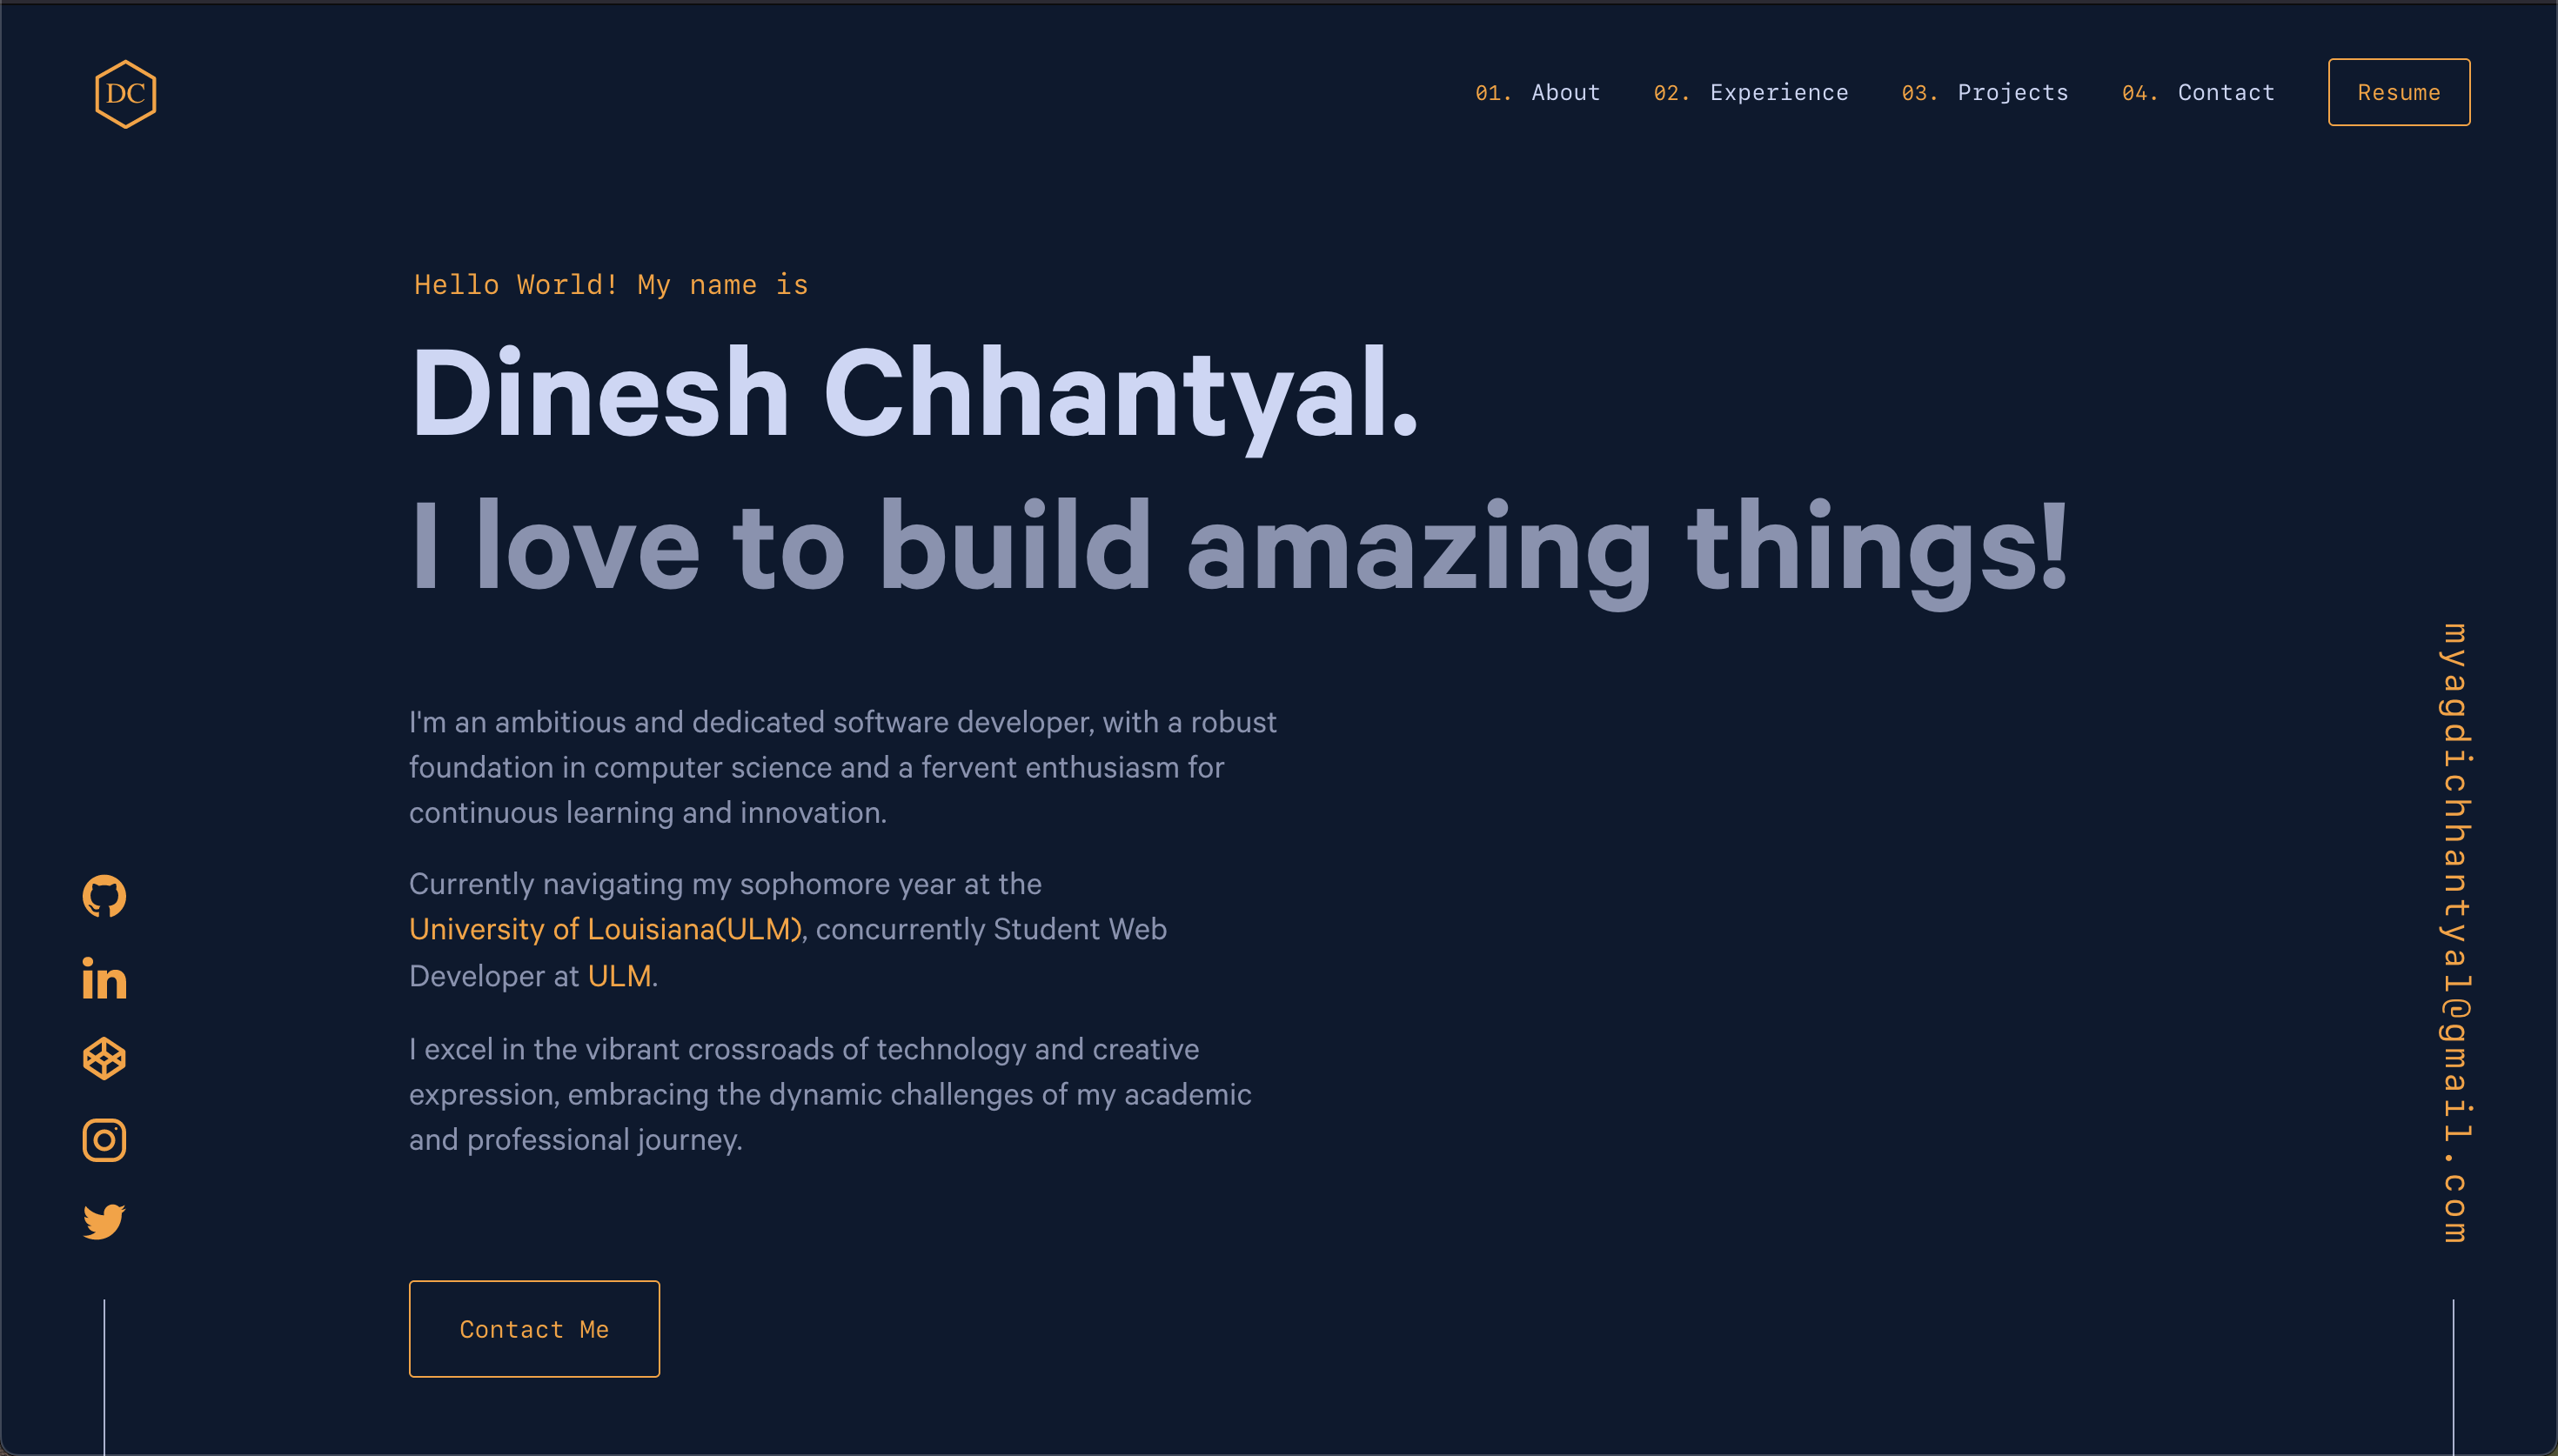 DC
01. About 02. Experience 03. Projects 04. Contact Resume
Hello World! My name is
Dinesh Chhantyal.
I love to build amazing things!
I'm an ambitious and dedicated software developer, with a robust
foundation in computer science and a fervent enthusiasm for
continuous learning and innovation.
Currently navigating my sophomore year at the
University of Louisiana(ULM), concurrently Student Web
Developer at ULM.
I excel in the vibrant crossroads of technology and creative
expression, embracing the dynamic challenges of my academic
and professional journey.
Contact Me
in
myagdichhantyal@gmail.com